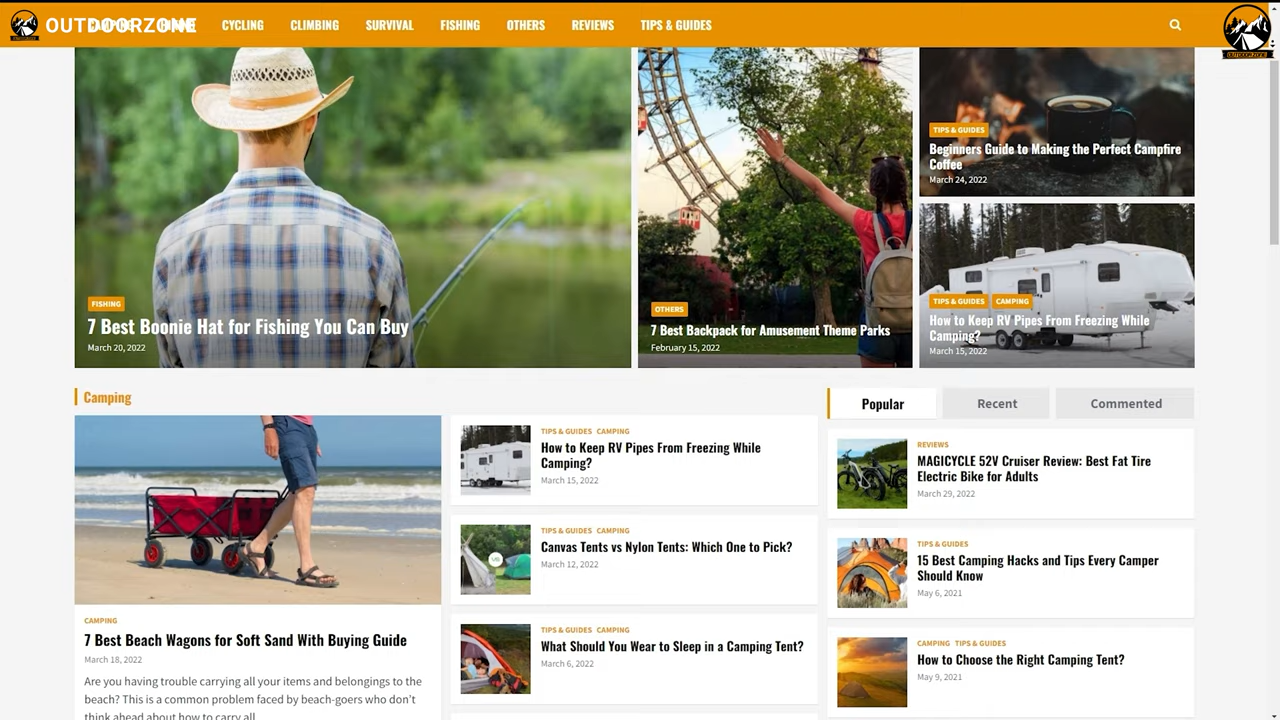 OUTDOORZONE
CYCLING
CLIMBING
SURVIVAL
FISHING
OTHERS
REVIEWS
TIPS & GUIDES
FISHING
7 Best Boonie Hat for Fishing You Can Buy
March 20, 2022
OTHERS
7 Best Backpack for Amusement Theme Parks
February 15, 2022
TIPS & GUIDES
Beginners Guide to Making the Perfect Campfire
Coffee
March 24, 2022
TIPS & GUIDES CAMPING
How to Keep RV Pipes From Freezing While
Camping?
March 15, 2022
Camping
CAMPING
7 Best Beach Wagons for Soft Sand With Buying Guide
March 18, 2022
Are you having trouble carrying all your items and belongings to the
beach? This is a common problem faced by beach-goers who don't
think ahead about how to carry all
TIPS & GUIDES CAMPING
How to Keep RV Pipes From Freezing While
Camping?
March 15, 2022
TIPS & GUIDES CAMPING
Canvas Tents vs Nylon Tents: Which One to Pick?
March 12, 2022
TIPS & GUIDES CAMPING
What Should You Wear to Sleep in a Camping Tent?
March 6, 2022
Popular
Recent
Commented
REVIEWS
MAGICYCLE 52V Cruiser Review: Best Fat Tire
Electric Bike for Adults
March 29, 2022
TIPS & GUIDES
15 Best Camping Hacks and Tips Every Camper
Should Know
May 6, 2021
CAMPING TIPS & GUIDES
How to Choose the Right Camping Tent?
May 9, 2021